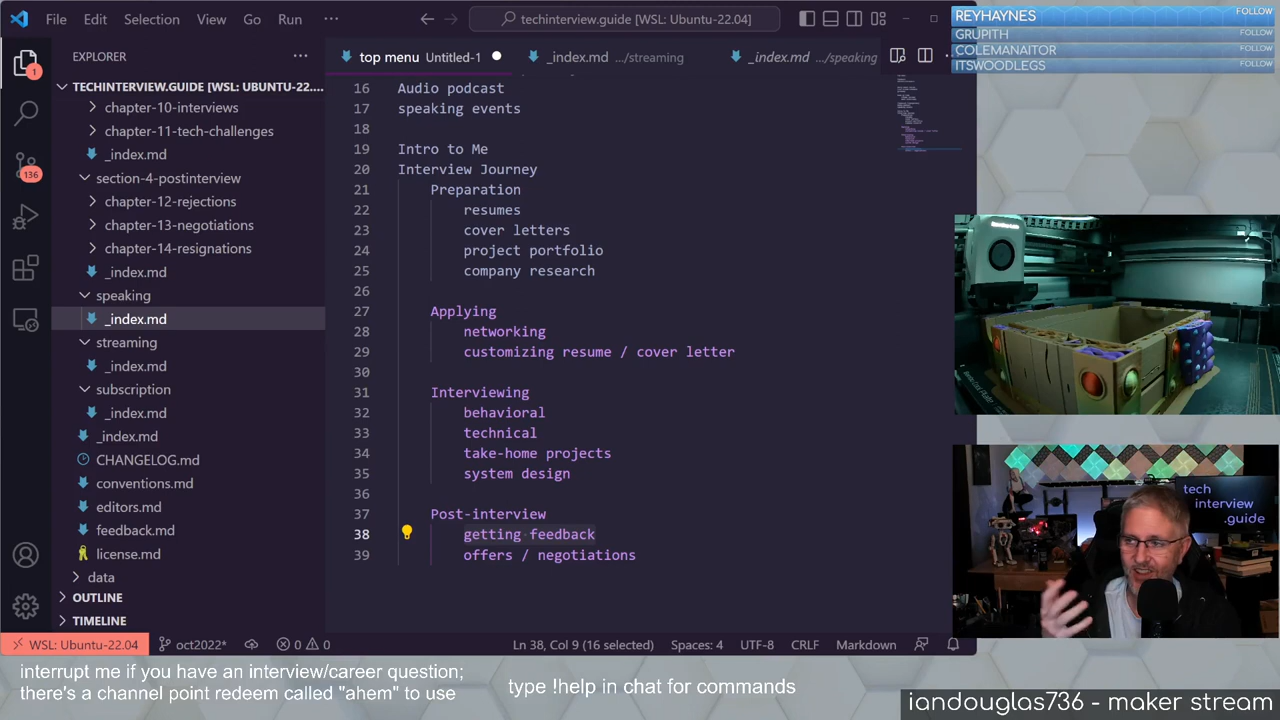 File Edit Selection View Go Run ···
techinterview.guide [WSL: Ubuntu-22.04]
REYHAYNES FOLLOW
GRUPITH FOLLOW
COLEMANAITOR FOLLOW
ITSWOODLEGS FOLLOW
EXPLORER ···
top menu Untitled-1
_index.md .../streaming
_index.md .../speaking
1
TECHINTERVIEW.GUIDE [WSL: UBUNTU-22....
chapter-10-interviews
chapter-11-tech-challenges
_index.md
section-4-postinterview
chapter-12-rejections
chapter-13-negotiations
chapter-14-resignations
_index.md
speaking
_index.md
streaming
_index.md
subscription
_index.md
_index.md
CHANGELOG.md
conventions.md
editors.md
feedback.md
license.md
data
OUTLINE
TIMELINE
136
16 Audio podcast
17 speaking events
18
19 Intro to Me
20 Interview Journey
21 Preparation
22 resumes
23 cover letters
24 project portfolio
25 company research
26
27 Applying
28 networking
29 customizing resume / cover letter
30
31 Interviewing
32 behavioral
33 technical
34 take-home projects
35 system design
36
37 Post-interview
38 getting feedback
39 offers / negotiations
tech
interview
.guide
WSL: Ubuntu-22.04 oct2022* 0 0 Ln 38, Col 9 (16 selected) Spaces: 4 UTF-8 CRLF Markdown
interrupt me if you have an interview/career question;
there's a channel point redeem called "ahem" to use
type !help in chat for commands
iandouglas736 - maker stream